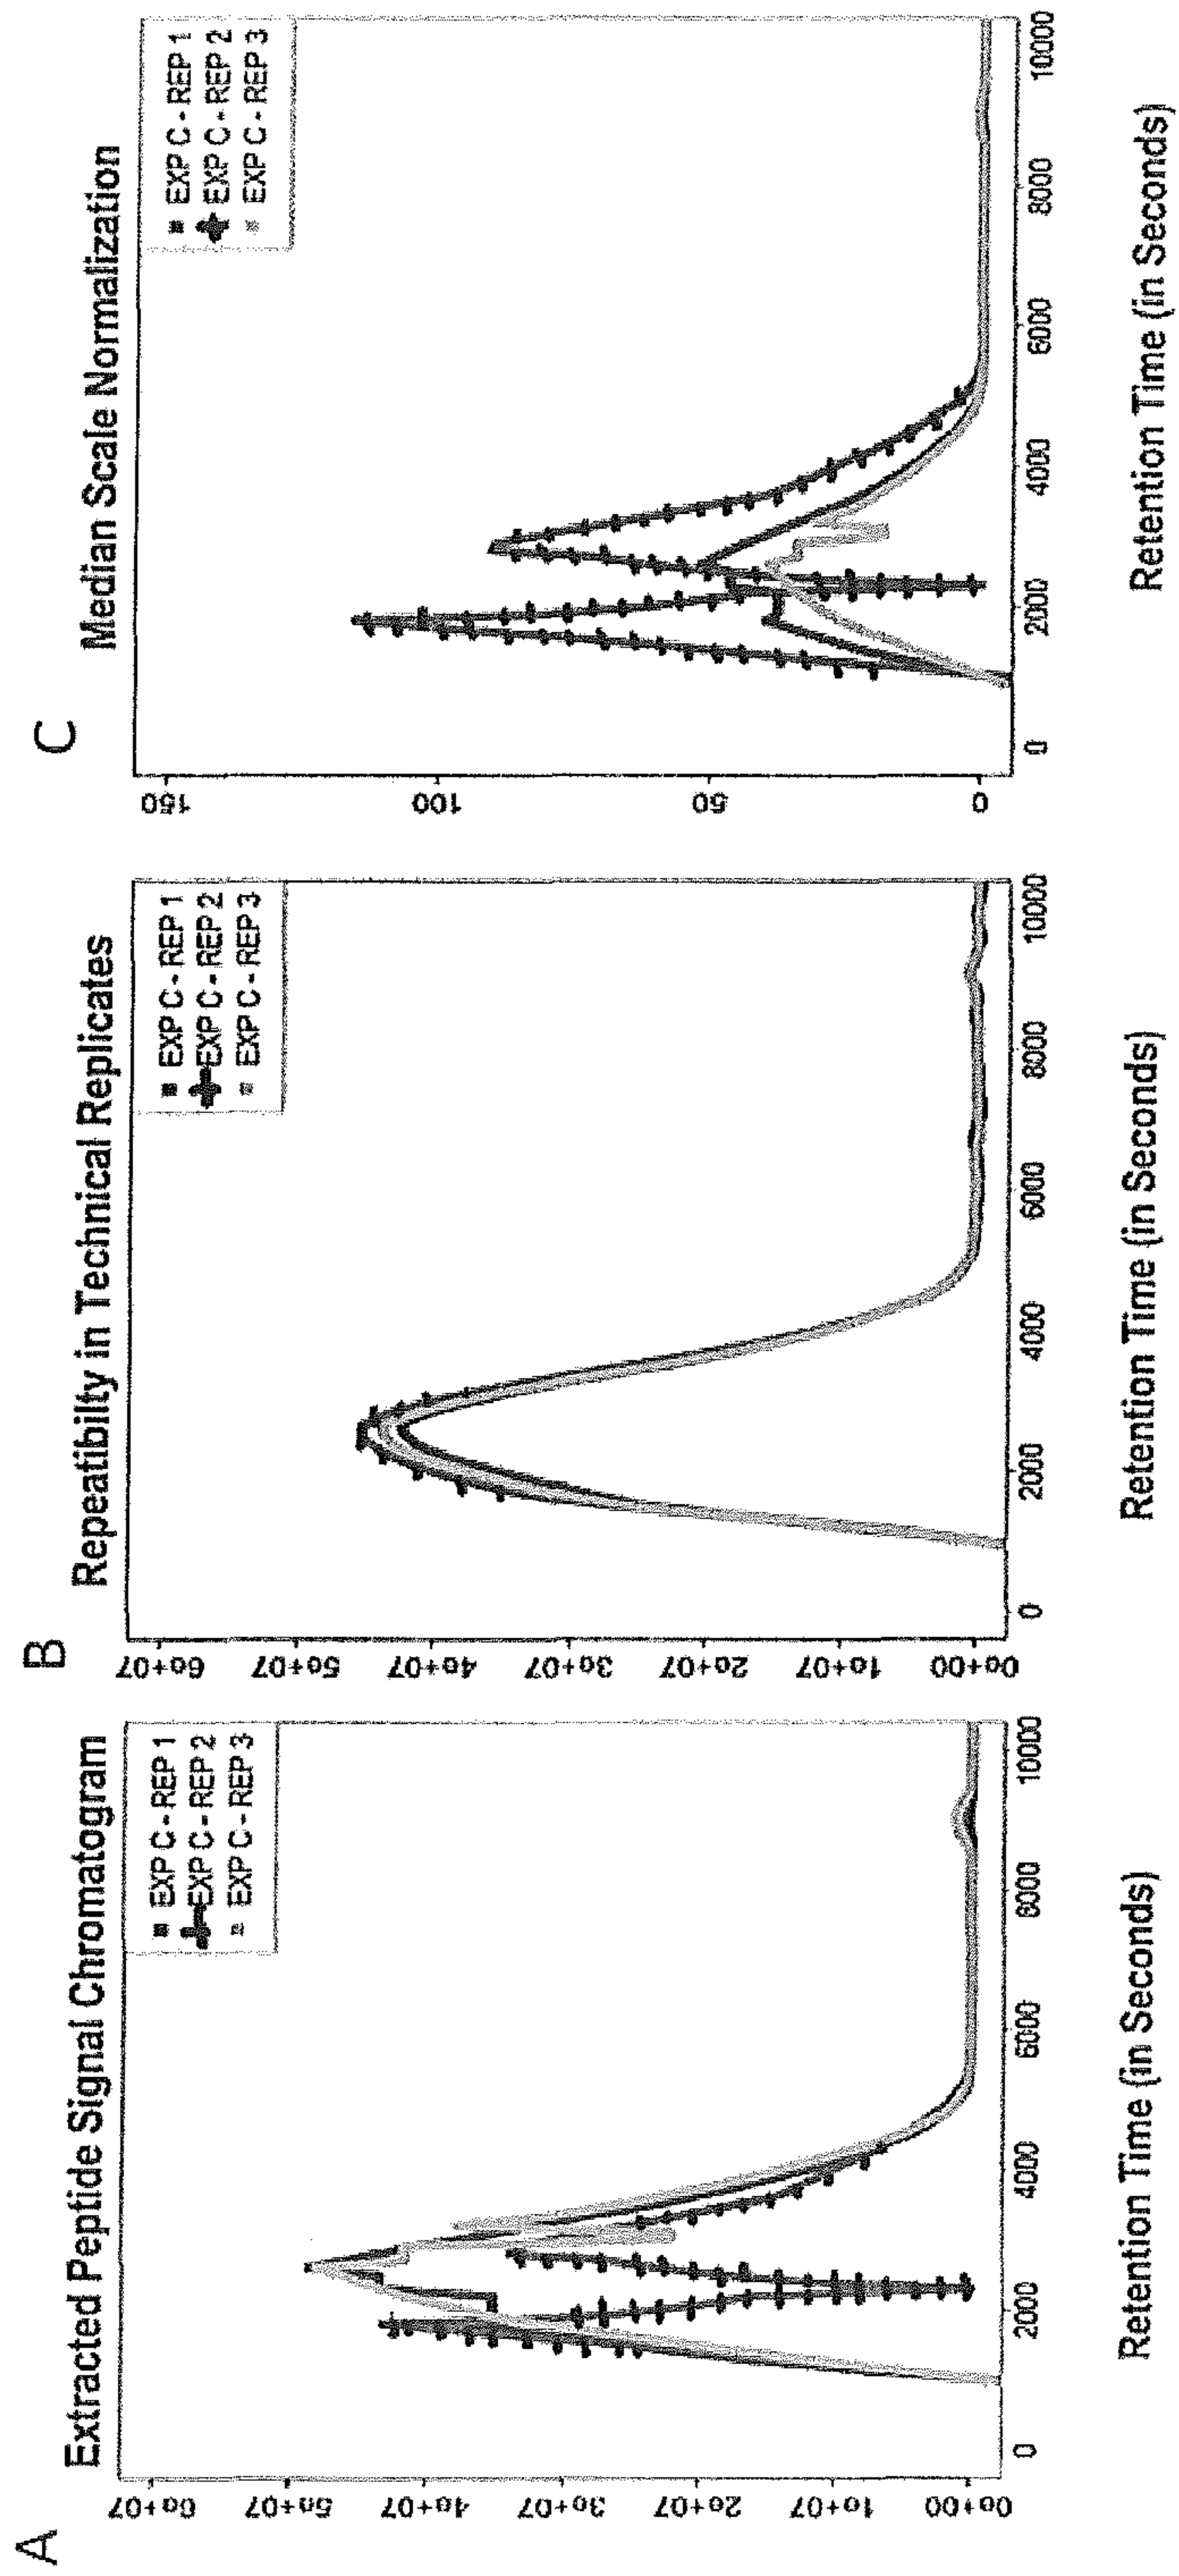 A
Extracted Peptide Signal Chromatogram
EXP C - REP 1
EXP C - REP 2
EXP C - REP 3
6e+07
5e+07
4e+07
3e+07
2e+07
1e+07
0e+00
0
2000
4000
6000
8000
10000
Retention Time (in Seconds)
B
Repeatibilty in Technical Replicates
EXP C - REP 1
EXP C - REP 2
EXP C - REP 3
6e+07
5e+07
4e+07
3e+07
2e+07
1e+07
0e+00
0
2000
4000
6000
8000
10000
Retention Time (in Seconds)
C
Median Scale Normalization
EXP C - REP 1
EXP C - REP 2
EXP C - REP 3
150
100
50
0
0
2000
4000
6000
8000
10000
Retention Time (in Seconds)